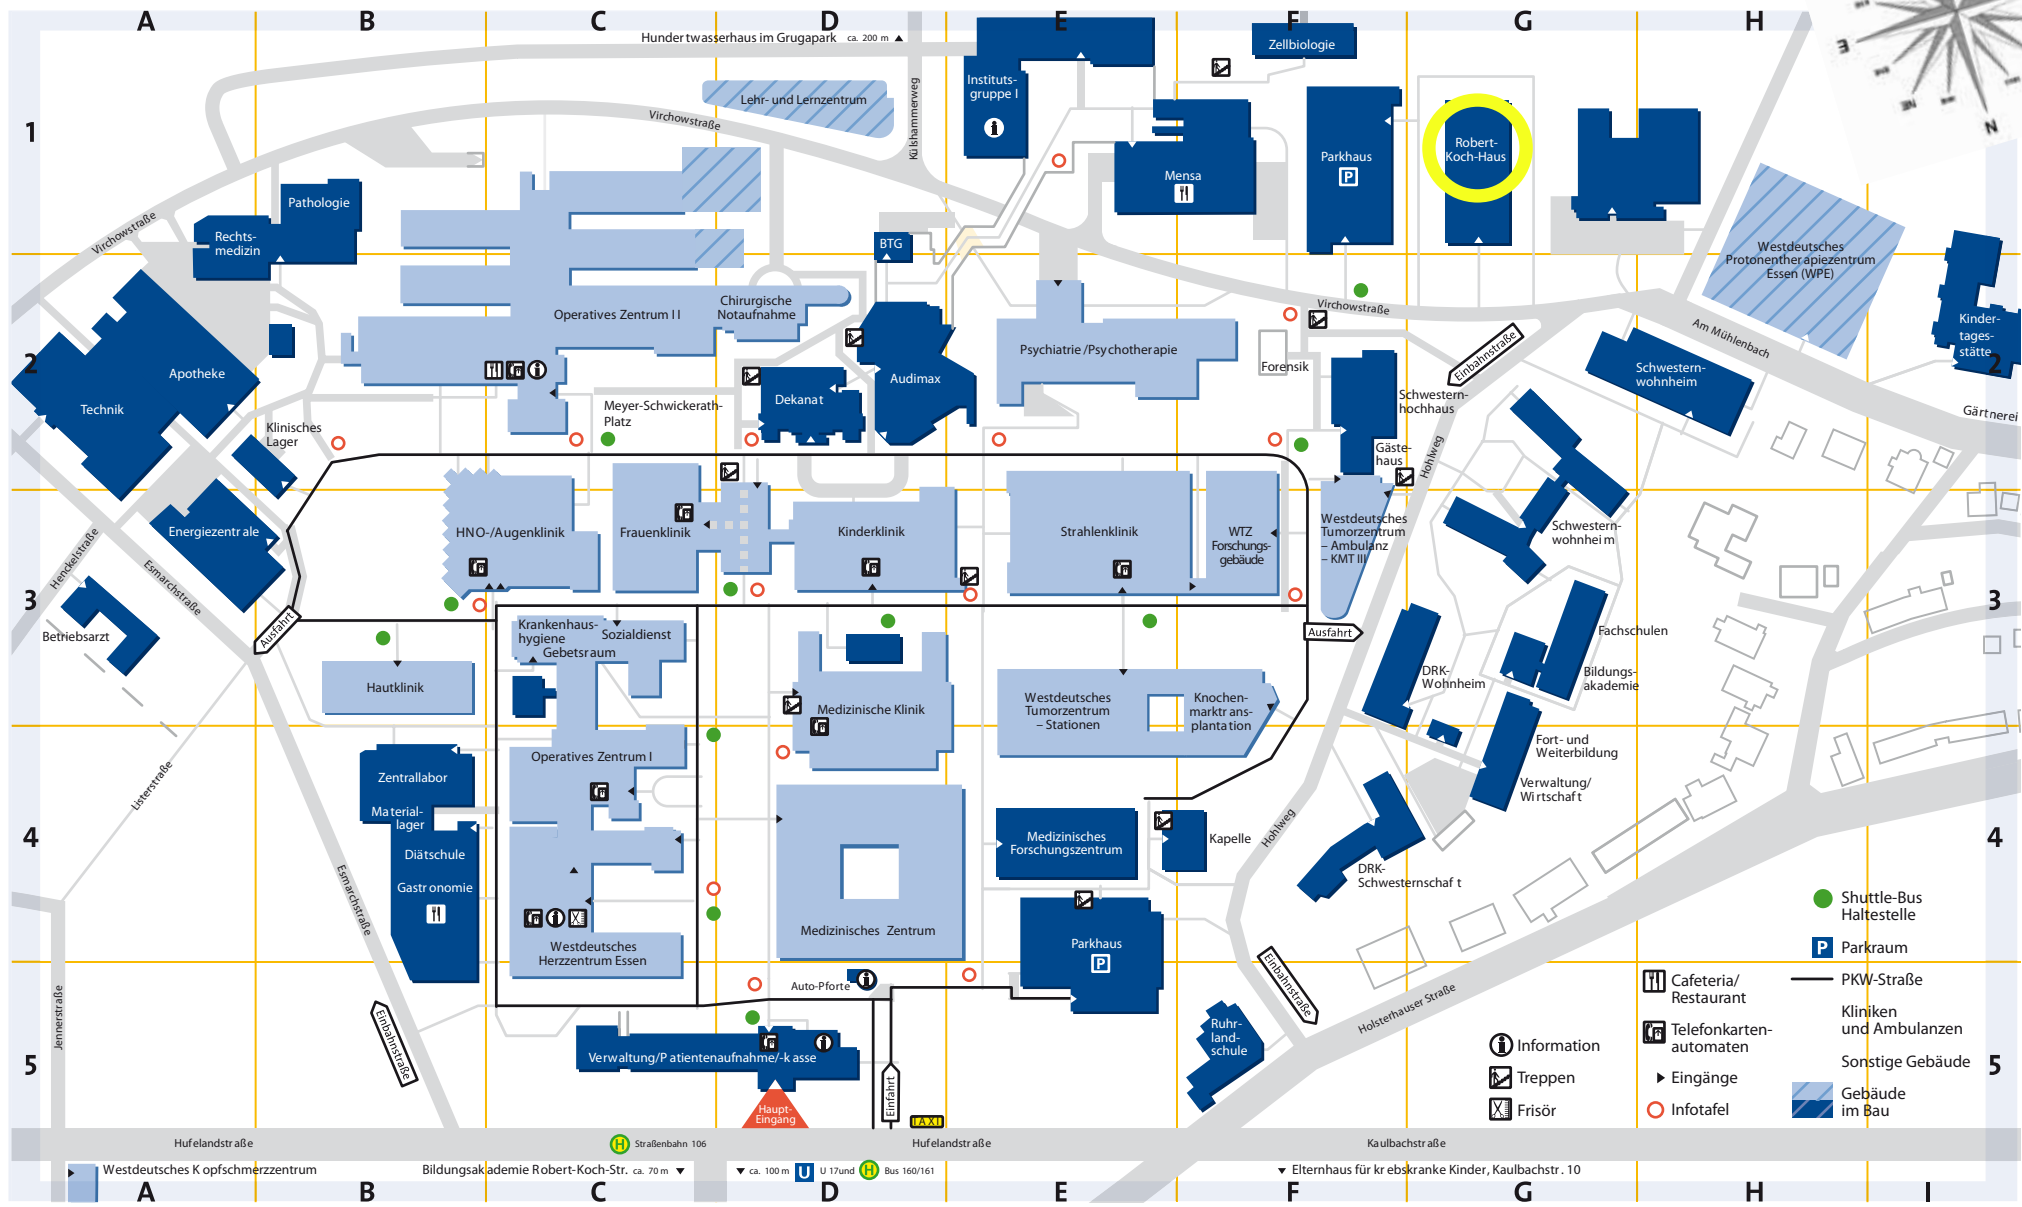 A B C D E F G H
Hundertwasserhaus im Grugapark ca. 200 m
Zellbiologie
E
NE
N
Lehr- und Lernzentrum
Instituts-
gruppe I
Külshammerweg
Virchowstraße
1
Mensa
Parkhaus
P
Robert-
Koch-Haus
Pathologie
Rechts-
medizin
Virchowstraße
BTG
Westdeutsches
Protonentherapiezentrum
Essen (WPE)
Operatives Zentrum II
Chirurgische
Notaufnahme
Virchowstraße
Am Mühlenbach
Kinder-
tages-
stätte
2
2
Psychiatrie/Psychotherapie
Forensik
Einbahnstraße
Schwestern-
wohnheim
Apotheke
Technik
Audimax
Dekanat
Meyer-Schwickerath-
Platz
Schwestern-
hochhaus
Gärtnerei
Klinisches
Lager
Gäste-
haus
Hohlweg
Energiezentrale
HNO-/Augenklinik
Frauenklinik
Kinderklinik
Strahlenklinik
WTZ
Forschungs-
gebäude
Westdeutsches
Tumorzentrum
– Ambulanz
– KMT III
Schwestern-
wohnheim
Henckelstraße
Esmarchstraße
3
3
Betriebsarzt
Ausfahrt
Krankenhaus-
hygiene
Sozialdienst
Gebetsraum
Ausfahrt
Fachschulen
Hautklinik
DRK-
Wohnheim
Bildungs-
akademie
Medizinische Klinik
Westdeutsches
Tumorzentrum
– Stationen
Knochen-
marktrans-
plantation
Operatives Zentrum I
Fort- und
Weiterbildung
Verwaltung/
Wirtschaft
Listerstraße
Zentrallabor
Material-
lager
4
4
Diätschule
Gastronomie
Medizinisches
Forschungszentrum
Kapelle
Hohlweg
DRK-
Schwesternschaft
Esmarchstraße
Westdeutsches
Herzzentrum Essen
Medizinisches Zentrum
Parkhaus
P
Shuttle-Bus
Haltestelle
P Parkraum
PKW-Straße
Kliniken
und Ambulanzen
Sonstige Gebäude
Gebäude
im Bau
Cafeteria/
Restaurant
Telefonkarten-
automaten
Eingänge
Infotafel
Information
Treppen
Frisör
Auto-Pforte
Einbahnstraße
Holsterhauser Straße
Jennerstraße
Einbahnstraße
Ruhr-
land-
schule
5
5
Verwaltung/Patientenaufnahme/-kasse
Haupt-
Eingang
Einfahrt
TAXI
Hufelandstraße
H Straßenbahn 106
Hufelandstraße
Kaulbachstraße
Westdeutsches Kopfschmerzzentrum
Bildungsakademie Robert-Koch-Str. ca. 70 m
ca. 100 m U U 17und H Bus 160/161
Elternhaus für krebskranke Kinder, Kaulbachstr. 10
A B C D E F G H I